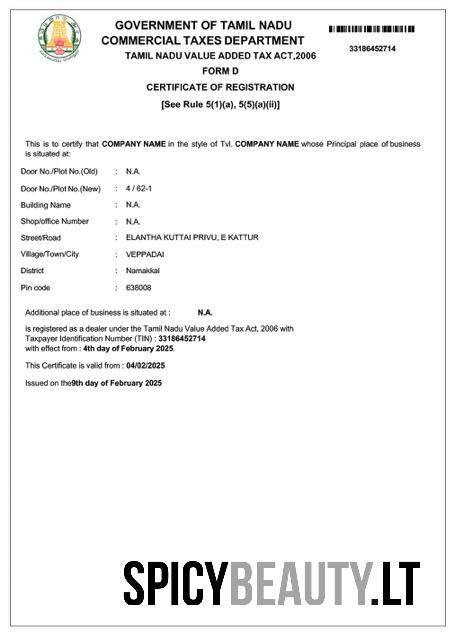 GOVERNMENT OF TAMIL NADU
COMMERCIAL TAXES DEPARTMENT
TAMIL NADU VALUE ADDED TAX ACT,2006
33186452714
FORM D
CERTIFICATE OF REGISTRATION
[See Rule 5(1)(a), 5(5)(a)(ii)]
This is to certify that COMPANY NAME in the style of Tvl. COMPANY NAME whose Principal place of business
is situated at:
Door No./Plot No.(Old) : N.A.
Door No./Plot No.(New) : 4 / 62-1
Building Name : N.A.
Shop/office Number : N.A.
Street/Road : ELANTHA KUTTAI PRIVU, E KATTUR
Village/Town/City : VEPPADAI
District : Namakkal
Pin code : 638008
Additional place of business is situated at : N.A.
is registered as a dealer under the Tamil Nadu Value Added Tax Act, 2006 with
Taxpayer Identification Number (TIN) : 33186452714
with effect from : 4th day of February 2025.
This Certificate is valid from : 04/02/2025
Issued on the9th day of February 2025
SPICYBEAUTY.LT